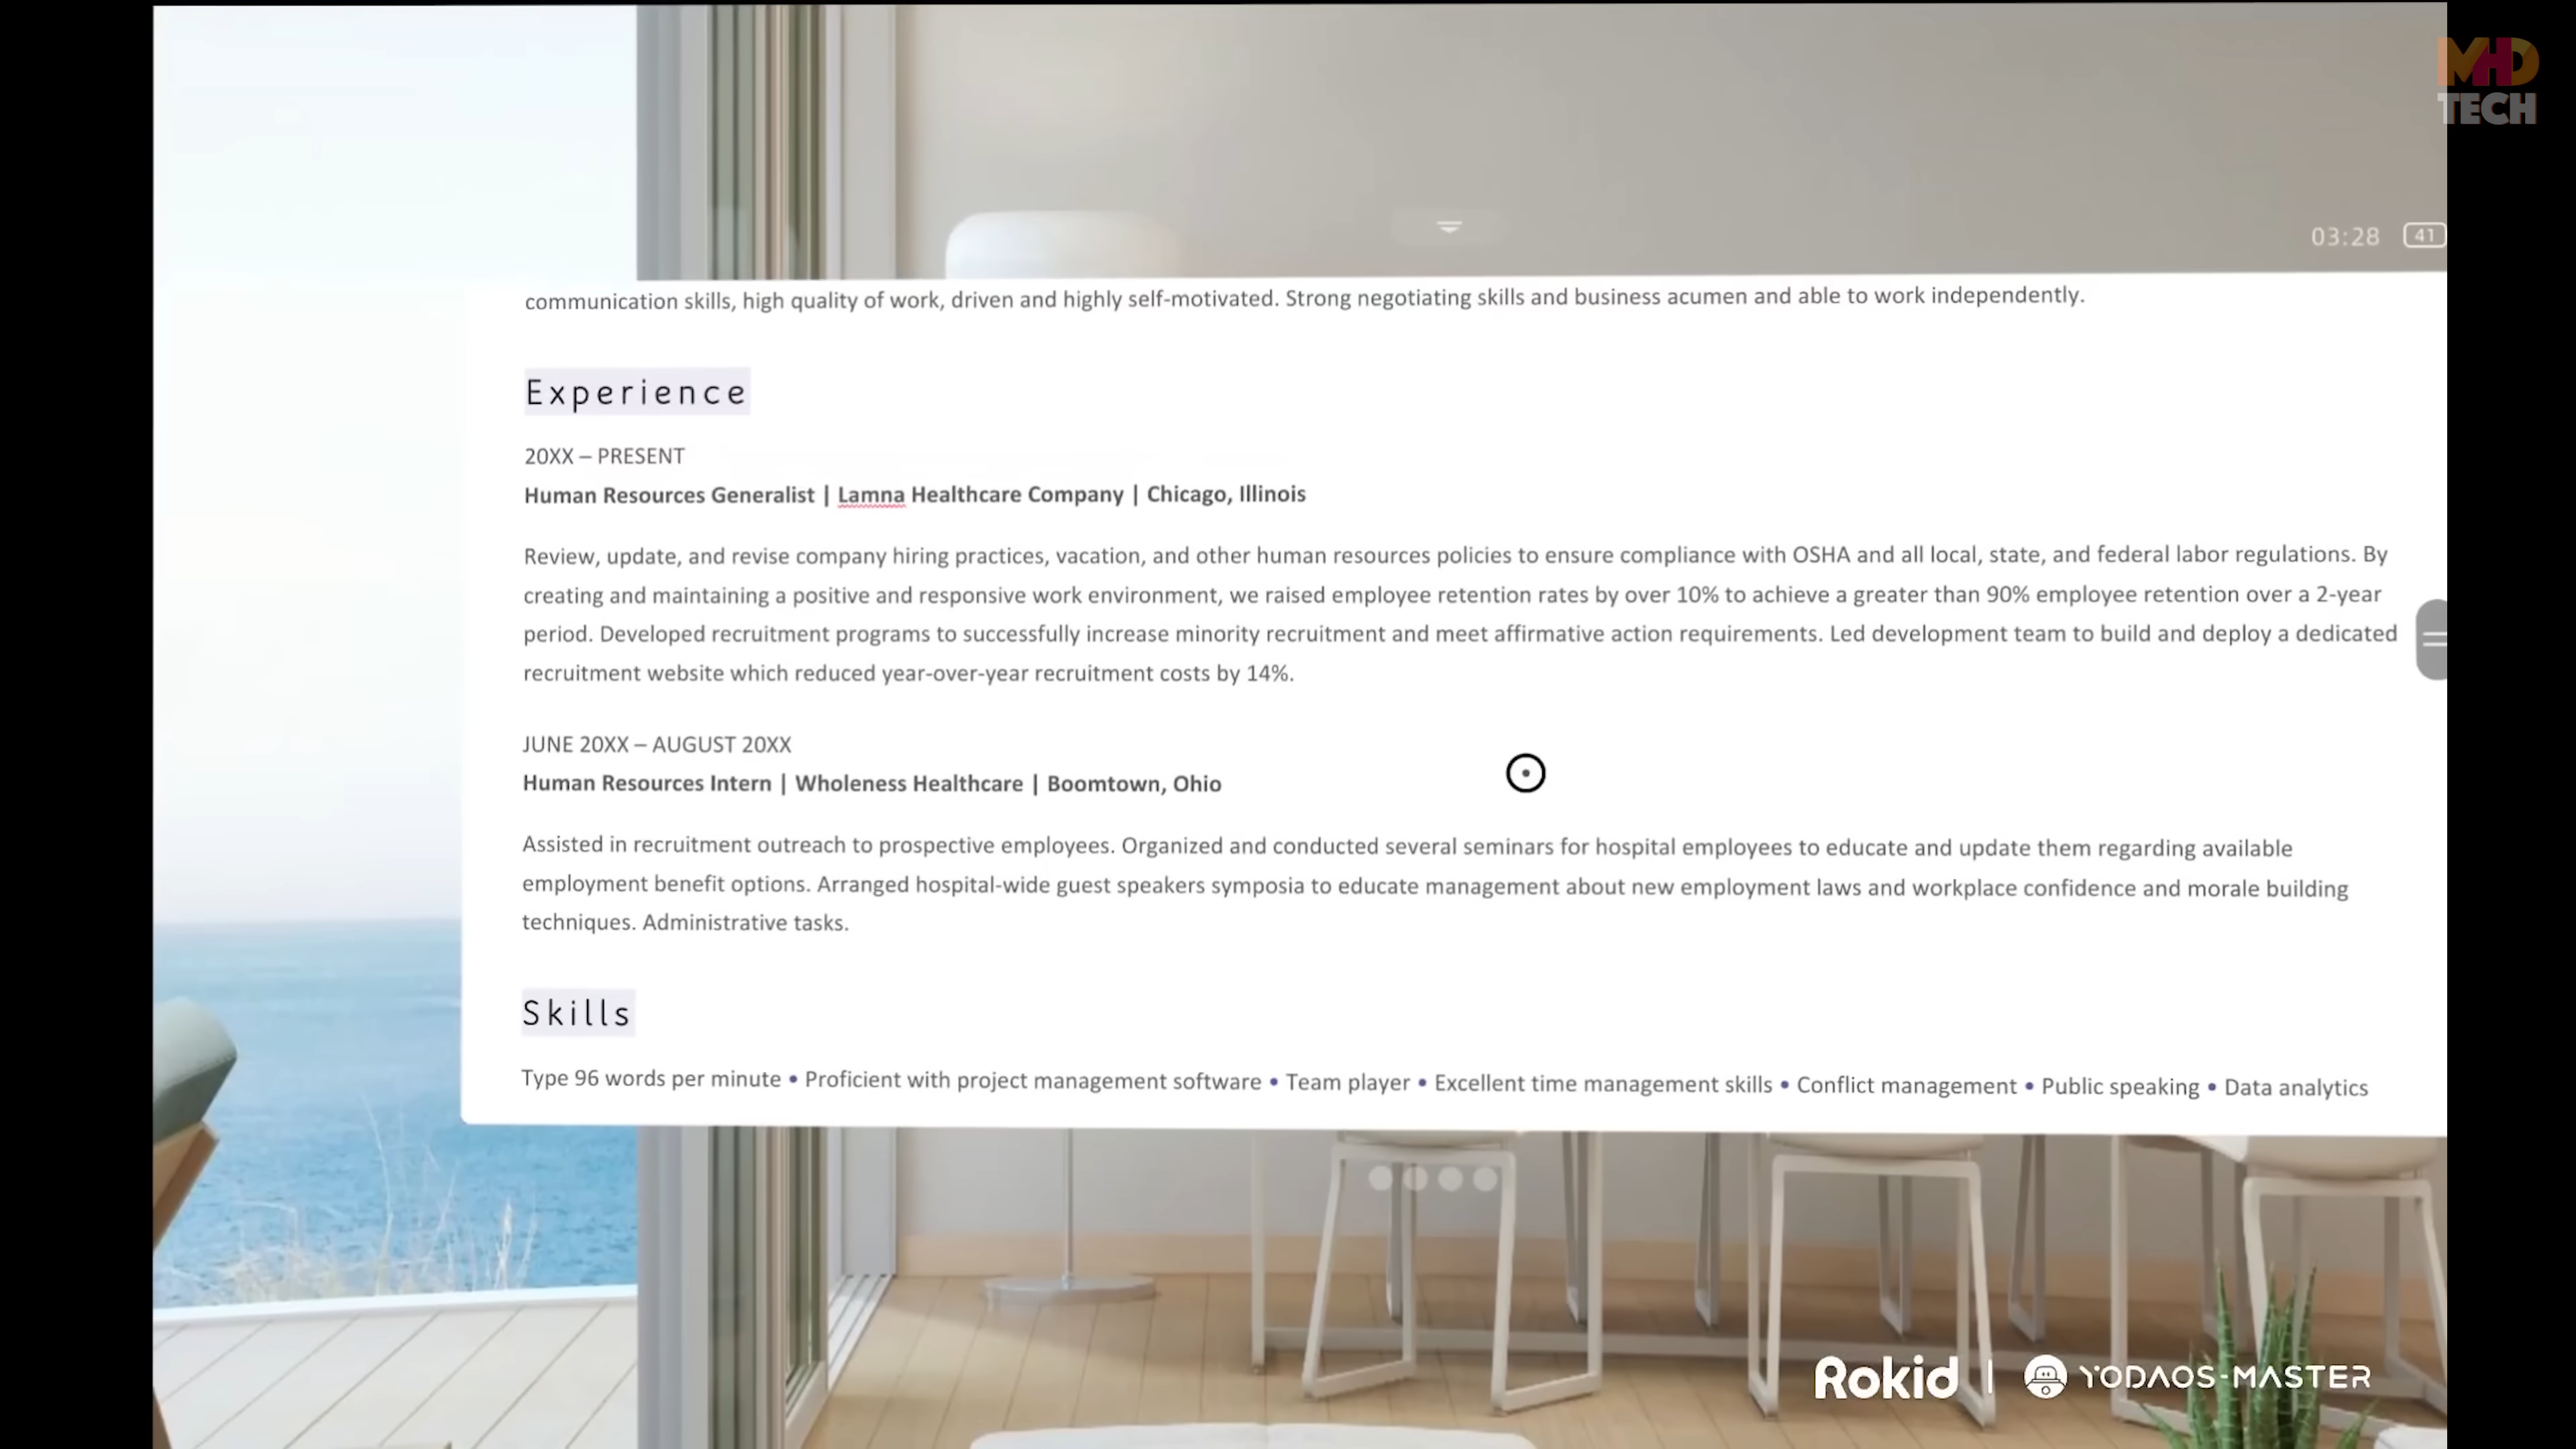 MHD
TECH
03:28
41
communication skills, high quality of work, driven and highly self-motivated. Strong negotiating skills and business acumen and able to work independently.
Experience
20XX – PRESENT
Human Resources Generalist | Lamna Healthcare Company | Chicago, Illinois
Review, update, and revise company hiring practices, vacation, and other human resources policies to ensure compliance with OSHA and all local, state, and federal labor regulations. By
creating and maintaining a positive and responsive work environment, we raised employee retention rates by over 10% to achieve a greater than 90% employee retention over a 2-year
period. Developed recruitment programs to successfully increase minority recruitment and meet affirmative action requirements. Led development team to build and deploy a dedicated
recruitment website which reduced year-over-year recruitment costs by 14%.
JUNE 20XX – AUGUST 20XX
Human Resources Intern | Wholeness Healthcare | Boomtown, Ohio
Assisted in recruitment outreach to prospective employees. Organized and conducted several seminars for hospital employees to educate and update them regarding available
employment benefit options. Arranged hospital-wide guest speakers symposia to educate management about new employment laws and workplace confidence and morale building
techniques. Administrative tasks.
Skills
Type 96 words per minute • Proficient with project management software • Team player • Excellent time management skills • Conflict management • Public speaking • Data analytics
Rokid | YODAOS-MASTER